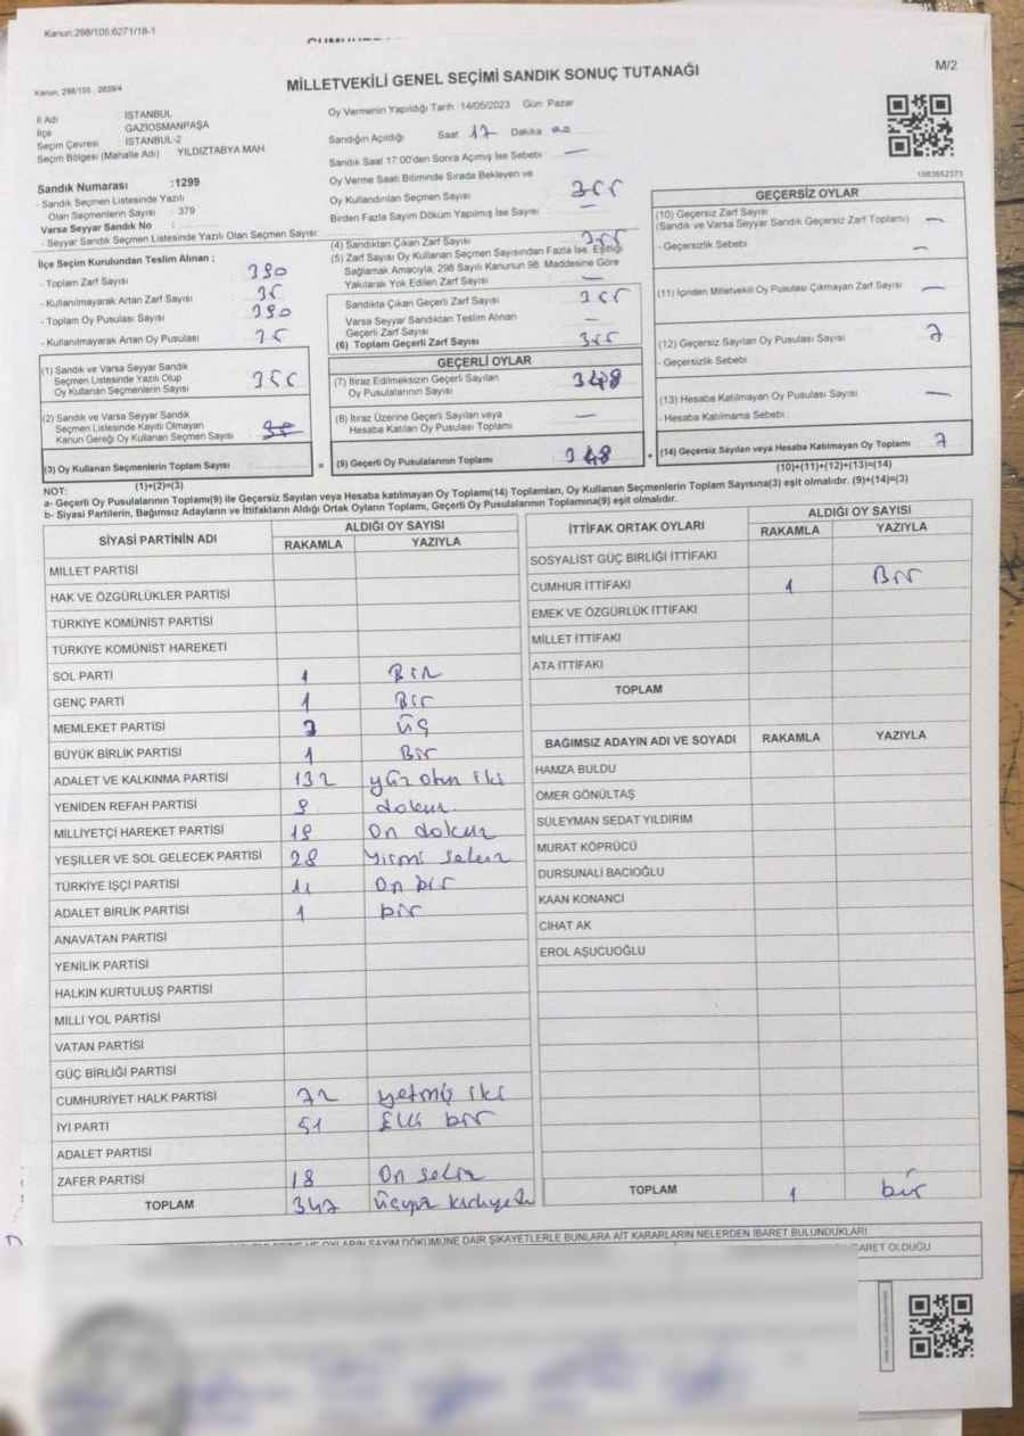 Kanun:298/105:6271/18-1
MİLLETVEKİLİ GENEL SEÇİMİ SANDIK SONUÇ TUTANAĞI
M/2
Kanun, 298/105 : 2839/4
İl Adı İSTANBUL
İlçe GAZİOSMANPAŞA
Seçim Çevresi İSTANBUL-2
Seçim Bölgesi (Mahalle Adı) YILDIZTABYA MAH.
Oy Vermenin Yapıldığı Tarih :14/05/2023 Gün: Pazar
Sandığın Açıldığı Saat 17 Dakika 00
Sandık Saat 17:00'den Sonra Açımış İse Sebebi —
Oy Verme Saati Bitiminde Sırada Bekleyen ve
Oy Kullandırılan Seçmen Sayısı 355
Birden Fazla Sayım Döküm Yapılmış İse Sayısı —
Sandık Numarası :1299
- Sandık Seçmen Listesinde Yazılı
Olan Seçmenlerin Sayısı : 379
Varsa Seyyar Sandık No :
- Seyyar Sandık Seçmen Listesinde Yazılı Olan Seçmen Sayısı
İlçe Seçim Kurulundan Teslim Alınan ;
- Toplam Zarf Sayısı 390
- Kullanılmayarak Artan Zarf Sayısı 35
- Toplam Oy Pusulası Sayısı 390
- Kullanılmayarak Artan Oy Pusulası 35
(1) Sandık ve Varsa Seyyar Sandık
Seçmen Listesinde Yazılı Olup
Oy Kullanan Seçmenlerin Sayısı 355
(2) Sandık ve Varsa Seyyar Sandık
Seçmen Listesinde Kayıtlı Olmayan
Kanun Gereği Oy Kullanan Seçmen Sayısı
(3) Oy Kullanan Seçmenlerin Toplam Sayısı
(1)+(2)=(3)
(4) Sandıktan Çıkan Zarf Sayısı 355
(5) Zarf Sayısı Oy Kullanan Seçmen Sayısından Fazla İse, Eşitliği
Sağlamak Amacıyla, 298 Sayılı Kanunun 98. Maddesine Göre
Yakılarak Yok Edilen Zarf Sayısı —
Sandıkta Çıkan Geçerli Zarf Sayısı 355
Varsa Seyyar Sandıktan Teslim Alınan
Geçerli Zarf Sayısı —
(6) Toplam Geçerli Zarf Sayısı 355
GEÇERLİ OYLAR
(7) İtiraz Edilmeksizin Geçerli Sayılan
Oy Pusulalarının Sayısı 348
(8) İtiraz Üzerine Geçerli Sayılan veya
Hesaba Katılan Oy Pusulası Toplamı —
= (9) Geçerli Oy Pusulalarının Toplamı 348 +
1083662571
GEÇERSİZ OYLAR
(10) Geçersiz Zarf Sayısı
(Sandık ve Varsa Seyyar Sandık Geçersiz Zarf Toplamı) —
- Geçersizlik Sebebi —
(11) İçinden Milletvekili Oy Pusulası Çıkmayan Zarf Sayısı —
(12) Geçersiz Sayılan Oy Pusulası Sayısı 7
- Geçersizlik Sebebi
(13) Hesaba Katılmayan Oy Pusulası Sayısı —
- Hesaba Katılmama Sebebi
(14) Geçersiz Sayılan veya Hesaba Katılmayan Oy Toplamı 7
(10)+(11)+(12)+(13)=(14)
NOT:
a- Geçerli Oy Pusulalarının Toplamı(9) ile Geçersiz Sayılan veya Hesaba katılmayan Oy Toplamı(14) Toplamları, Oy Kullanan Seçmenlerin Toplam Sayısına(3) eşit olmalıdır. (9)+(14)=(3)
b- Siyasi Partilerin, Bağımsız Adayların ve İttifakların Aldığı Ortak Oyların Toplamı, Geçerli Oy Pusulalarının Toplamına(9) eşit olmalıdır.
SİYASİ PARTİNİN ADI ALDIĞI OY SAYISI
RAKAMLA YAZIYLA
MİLLET PARTİSİ
HAK VE ÖZGÜRLÜKLER PARTİSİ
TÜRKİYE KOMÜNİST PARTİSİ
TÜRKİYE KOMÜNİST HAREKETİ
SOL PARTİ 1 Bir
GENÇ PARTİ 1 Bir
MEMLEKET PARTİSİ 3 üç
BÜYÜK BİRLİK PARTİSİ 1 Bir
ADALET VE KALKINMA PARTİSİ 132 yüz otuz iki
YENİDEN REFAH PARTİSİ 9 dokuz
MİLLİYETÇİ HAREKET PARTİSİ 19 On dokuz
YEŞİLLER VE SOL GELECEK PARTİSİ 28 Yirmi sekiz
TÜRKİYE İŞÇİ PARTİSİ 11 On bir
ADALET BİRLİK PARTİSİ 1 bir
ANAVATAN PARTİSİ
YENİLİK PARTİSİ
HALKIN KURTULUŞ PARTİSİ
MİLLİ YOL PARTİSİ
VATAN PARTİSİ
GÜÇ BİRLİĞİ PARTİSİ
CUMHURİYET HALK PARTİSİ 72 yetmiş iki
İYİ PARTİ 51 Elli bir
ADALET PARTİSİ
ZAFER PARTİSİ 18 On sekiz
TOPLAM 347 üçyüz kırkyedi
İTTİFAK ORTAK OYLARI ALDIĞI OY SAYISI
RAKAMLA YAZIYLA
SOSYALİST GÜÇ BİRLİĞİ İTTİFAKI
CUMHUR İTTİFAKI 1 Bir
EMEK VE ÖZGÜRLÜK İTTİFAKI
MİLLET İTTİFAKI
ATA İTTİFAKI
TOPLAM
BAĞIMSIZ ADAYIN ADI VE SOYADI RAKAMLA YAZIYLA
HAMZA BULDU
ÖMER GÖNÜLTAŞ
SÜLEYMAN SEDAT YILDIRIM
MURAT KÖPRÜCÜ
DURSUNALİ BACIOĞLU
KAAN KONANCI
CİHAT AK
EROL AŞUCUOĞLU
TOPLAM 1 bir
OYLARIN SAYIM DÖKÜMÜNE DAİR ŞİKAYETLERLE BUNLARA AİT KARARLARIN NELERDEN İBARET BULUNDUKLARI
İBARET OLDUĞU